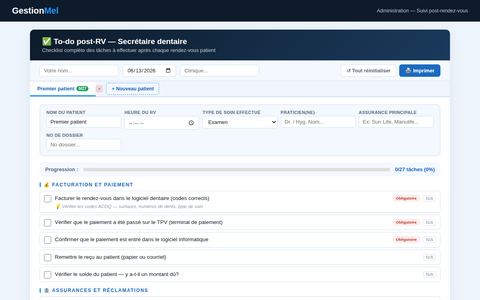 GestionMel
Administration — Suivi post-rendez-vous
✅ To-do post-RV — Secrétaire dentaire
Checklist complète des tâches à effectuer après chaque rendez-vous patient
Votre nom...
06/13/2026
Clinique...
↺ Tout réinitialiser
🖨 Imprimer
Premier patient 0/27 ×
+ Nouveau patient
NOM DU PATIENT
Premier patient
HEURE DU RV
--:-- --
TYPE DE SOIN EFFECTUÉ
Examen
PRATICIEN(NE)
Dr. / Hyg. Nom...
ASSURANCE PRINCIPALE
Ex: Sun Life, Manulife...
NO DE DOSSIER
No dossier...
Progression :
0/27 tâches (0%)
💰 FACTURATION ET PAIEMENT
Facturer le rendez-vous dans le logiciel dentaire (codes corrects) Obligatoire N/A
💡 Vérifier les codes ACDQ — surfaces, numéros de dents, type de soin
Vérifier que le paiement a été passé sur le TPV (terminal de paiement) Obligatoire N/A
Confirmer que le paiement est entré dans le logiciel informatique Obligatoire N/A
Remettre le reçu au patient (papier ou courriel) N/A
Vérifier le solde du patient — y a-t-il un montant dû? N/A
🏦 ASSURANCES ET RÉCLAMATIONS